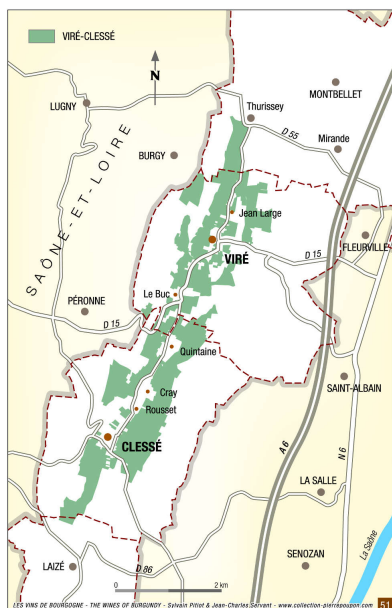 VIRÉ-CLESSÉ
N
LUGNY
Thurissey
MONTBELLET
D 55
Mirande
BURGY
SAÔNE-ET-LOIRE
Jean Large
FLEURVILLE
VIRÉ
D 15
Le Buc
PÉRONNE
D 15
Quintaine
SAINT-ALBAIN
Cray
Rousset
CLESSÉ
A 6
N 6
LA SALLE
La Saône
LAIZÉ
D 86
SENOZAN
0 2 km
LES VINS DE BOURGOGNE - THE WINES OF BURGUNDY - Sylvain Pitiot & Jean-Charles Servant - www.collection-pierrepoupon.com